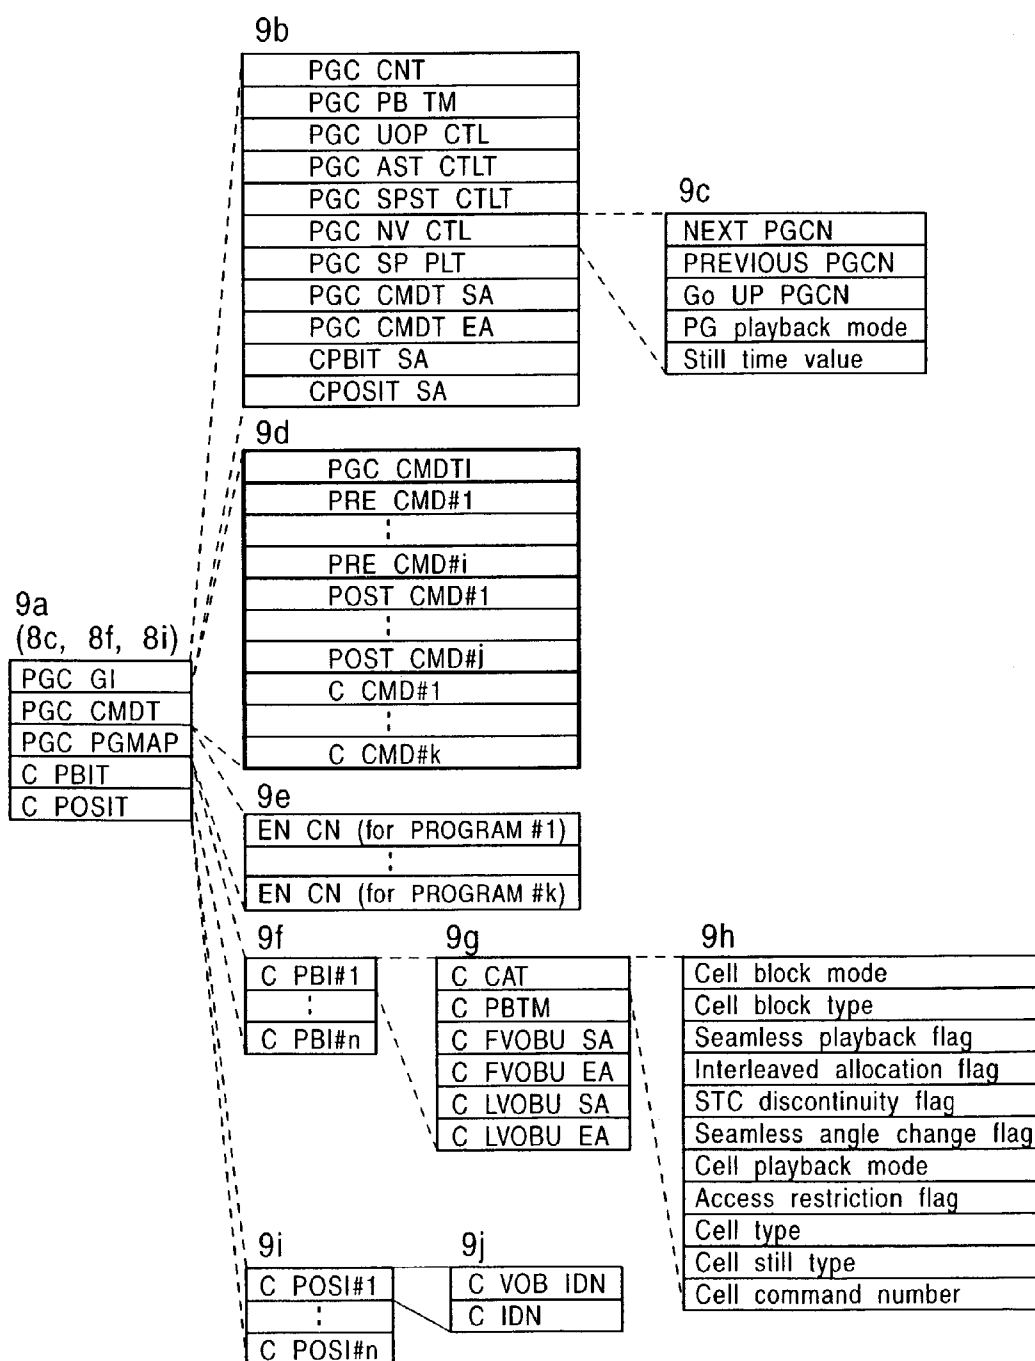 9b
PGC CNT
PGC PB TM
PGC UOP CTL
PGC AST CTLT
PGC SPST CTLT
PGC NV CTL
PGC SP PLT
PGC CMDT SA
PGC CMDT EA
CPBIT SA
CPOSIT SA
9c
NEXT PGCN
PREVIOUS PGCN
Go UP PGCN
PG playback mode
Still time value
9d
PGC CMDTI
PRE CMD#1
PRE CMD#i
POST CMD#1
POST CMD#j
C CMD#1
C CMD#k
9a
(8c, 8f, 8i)
PGC GI
PGC CMDT
PGC PGMAP
C PBIT
C POSIT
9e
EN CN (for PROGRAM #1)
EN CN (for PROGRAM #k)
9f
C PBI#1
C PBI#n
9g
C CAT
C PBTM
C FVOBU SA
C FVOBU EA
C LVOBU SA
C LVOBU EA
9h
Cell block mode
Cell block type
Seamless playback flag
Interleaved allocation flag
STC discontinuity flag
Seamless angle change flag
Cell playback mode
Access restriction flag
Cell type
Cell still type
Cell command number
9i
C POSI#1
C POSI#n
9j
C VOB IDN
C IDN